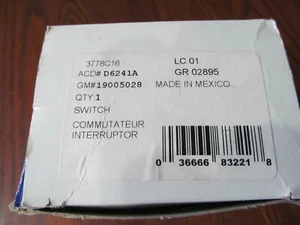 3778C16
LC 01
ACD# D6241A
GR 02895
GM#19005028
MADE IN MEXICO
QTY 1
SWITCH
COMMUTATEUR
INTERRUPTOR
0 36666 83221 8